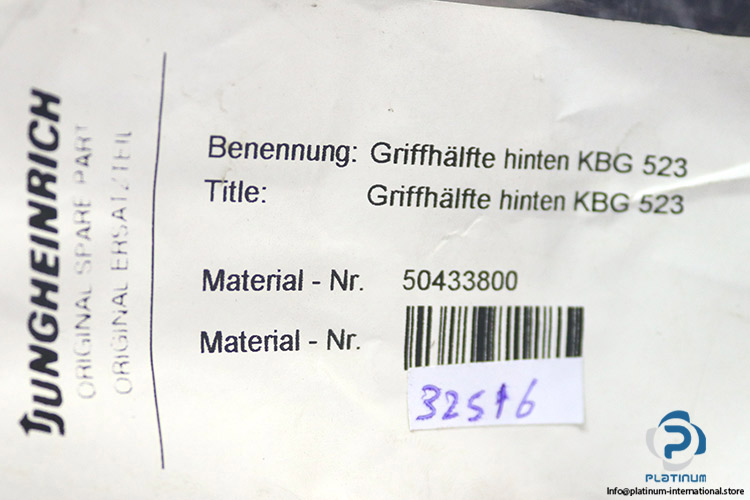 JUNGHEINRICH
ORIGINAL SPARE PART
ORIGINAL ERSATZTEIL
Benennung: Griffhälfte hinten KBG 523
Title: Griffhälfte hinten KBG 523
Material - Nr. 50433800
Material - Nr.
32516
PLATINUM
Info@platinum-international.store